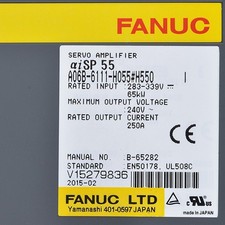 FANUC
SERVO AMPLIFIER
αiSP 55
A06B-6111-H055#H550 I
RATED INPUT : 283-339V ⎓
65kW
MAXIMUM OUTPUT VOLTAGE :
240V ~
RATED OUTPUT CURRENT :
250A
MANUAL NO. : B-65282
STANDARD : EN50178, UL508C
V15279836
2015-02
FANUC LTD
Yamanashi 401-0597 JAPAN
MADE IN JAPAN